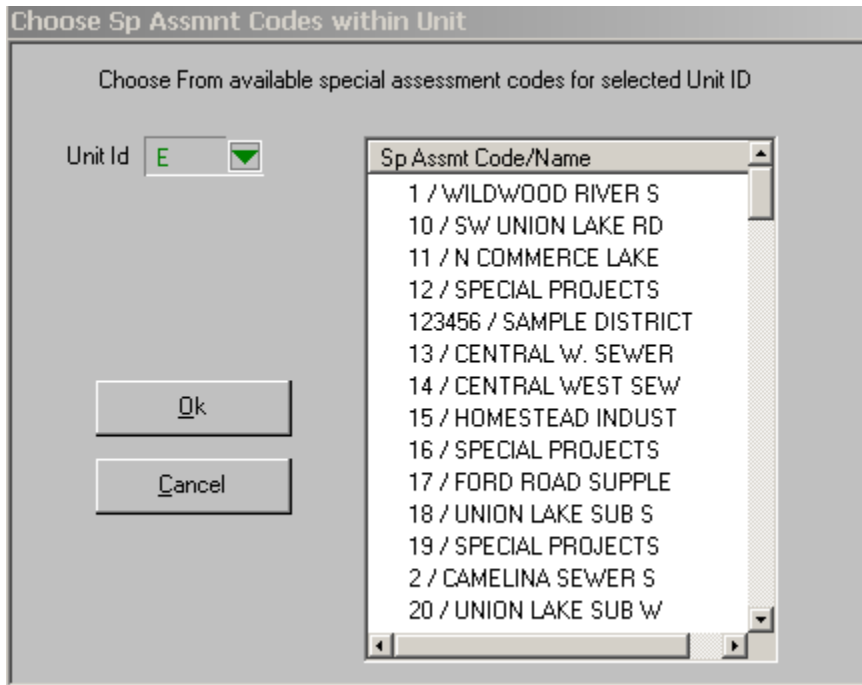 Choose Sp Assmnt Codes within Unit
Choose From available special assessment codes for selected Unit ID
Unit Id E
Sp Assmt Code/Name
1 / WILDWOOD RIVER S
10 / SW UNION LAKE RD
11 / N COMMERCE LAKE
12 / SPECIAL PROJECTS
123456 / SAMPLE DISTRICT
13 / CENTRAL W. SEWER
14 / CENTRAL WEST SEW
15 / HOMESTEAD INDUST
16 / SPECIAL PROJECTS
17 / FORD ROAD SUPPLE
18 / UNION LAKE SUB S
19 / SPECIAL PROJECTS
2 / CAMELINA SEWER S
20 / UNION LAKE SUB W
Ok
Cancel